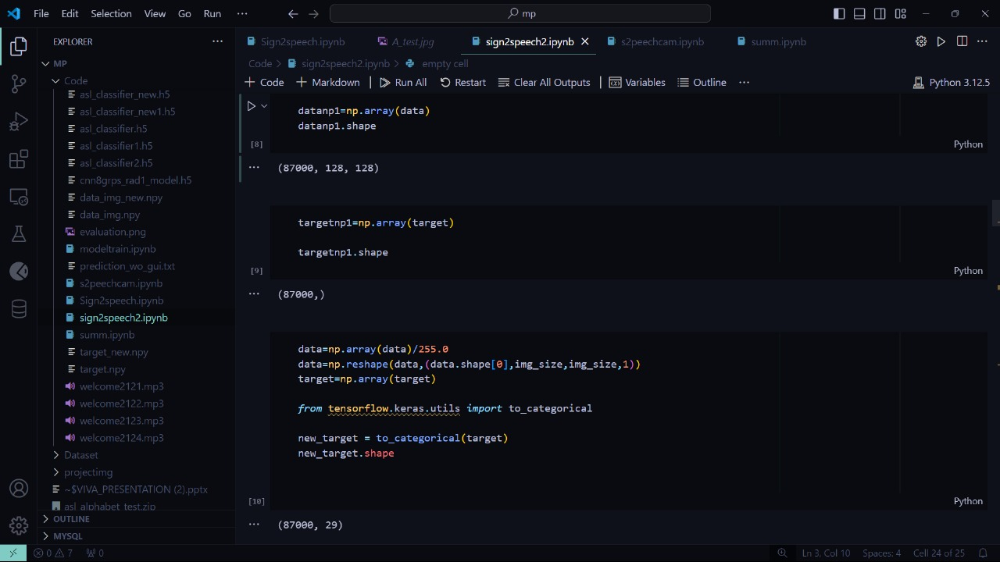 File Edit Selection View Go Run ···
mp
EXPLORER ···
Sign2speech.ipynb
A_test.jpg
sign2speech2.ipynb
s2peechcam.ipynb
summ.ipynb
MP
Code > sign2speech2.ipynb > empty cell
Code
+ Code + Markdown | Run All Restart Clear All Outputs | Variables Outline ···
Python 3.12.5
asl_classifier_new.h5
asl_classifier_new1.h5
asl_classifier.h5
asl_classifier1.h5
asl_classifier2.h5
cnn8grps_rad1_model.h5
data_img_new.npy
data_img.npy
evaluation.png
modeltrain.ipynb
prediction_wo_gui.txt
s2peechcam.ipynb
Sign2speech.ipynb
sign2speech2.ipynb
summ.ipynb
target_new.npy
target.npy
welcome2121.mp3
welcome2122.mp3
welcome2123.mp3
welcome2124.mp3
Dataset
projectimg
~$VIVA_PRESENTATION (2).pptx
asl_alphabet_test.zip
OUTLINE
MYSQL
datanp1=np.array(data)
datanp1.shape
[8]
Python
··· (87000, 128, 128)
targetnp1=np.array(target)
targetnp1.shape
[9]
Python
··· (87000,)
data=np.array(data)/255.0
data=np.reshape(data,(data.shape[0],img_size,img_size,1))
target=np.array(target)
from tensorflow.keras.utils import to_categorical
new_target = to_categorical(target)
new_target.shape
[10]
Python
··· (87000, 29)
0 7 0
Ln 3, Col 10 Spaces: 4 Cell 24 of 25